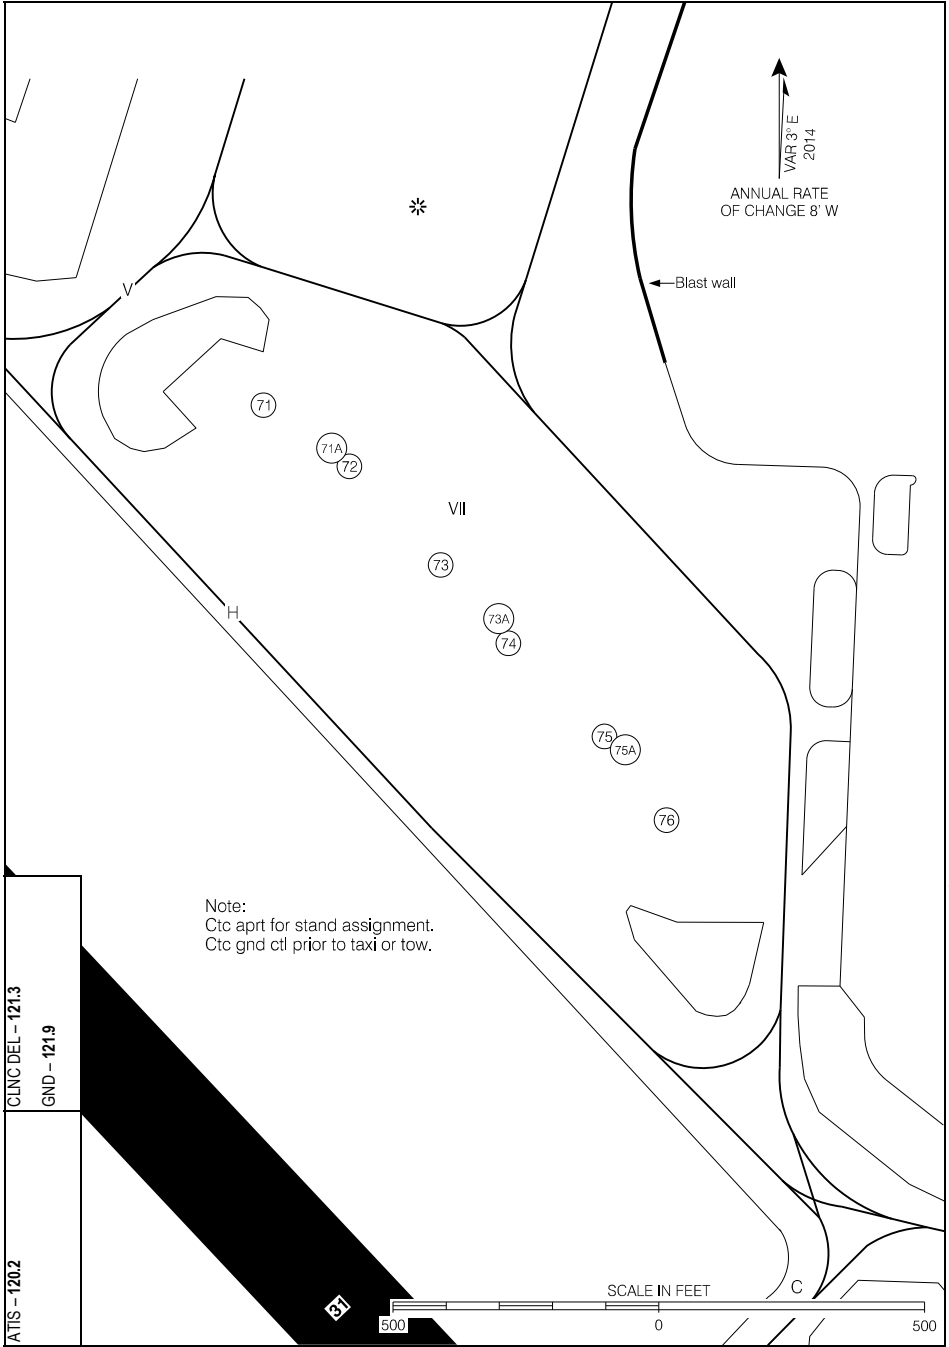 VAR 3° E
2014
ANNUAL RATE
OF CHANGE 8' W
Blast wall
V
71
71A
72
VII
73
H
73A
74
75
75A
76
Note:
Ctc aprt for stand assignment.
Ctc gnd ctl prior to taxi or tow.
CLNC DEL – 121.3
GND – 121.9
ATIS – 120.2
31
C
SCALE IN FEET
500 0 500